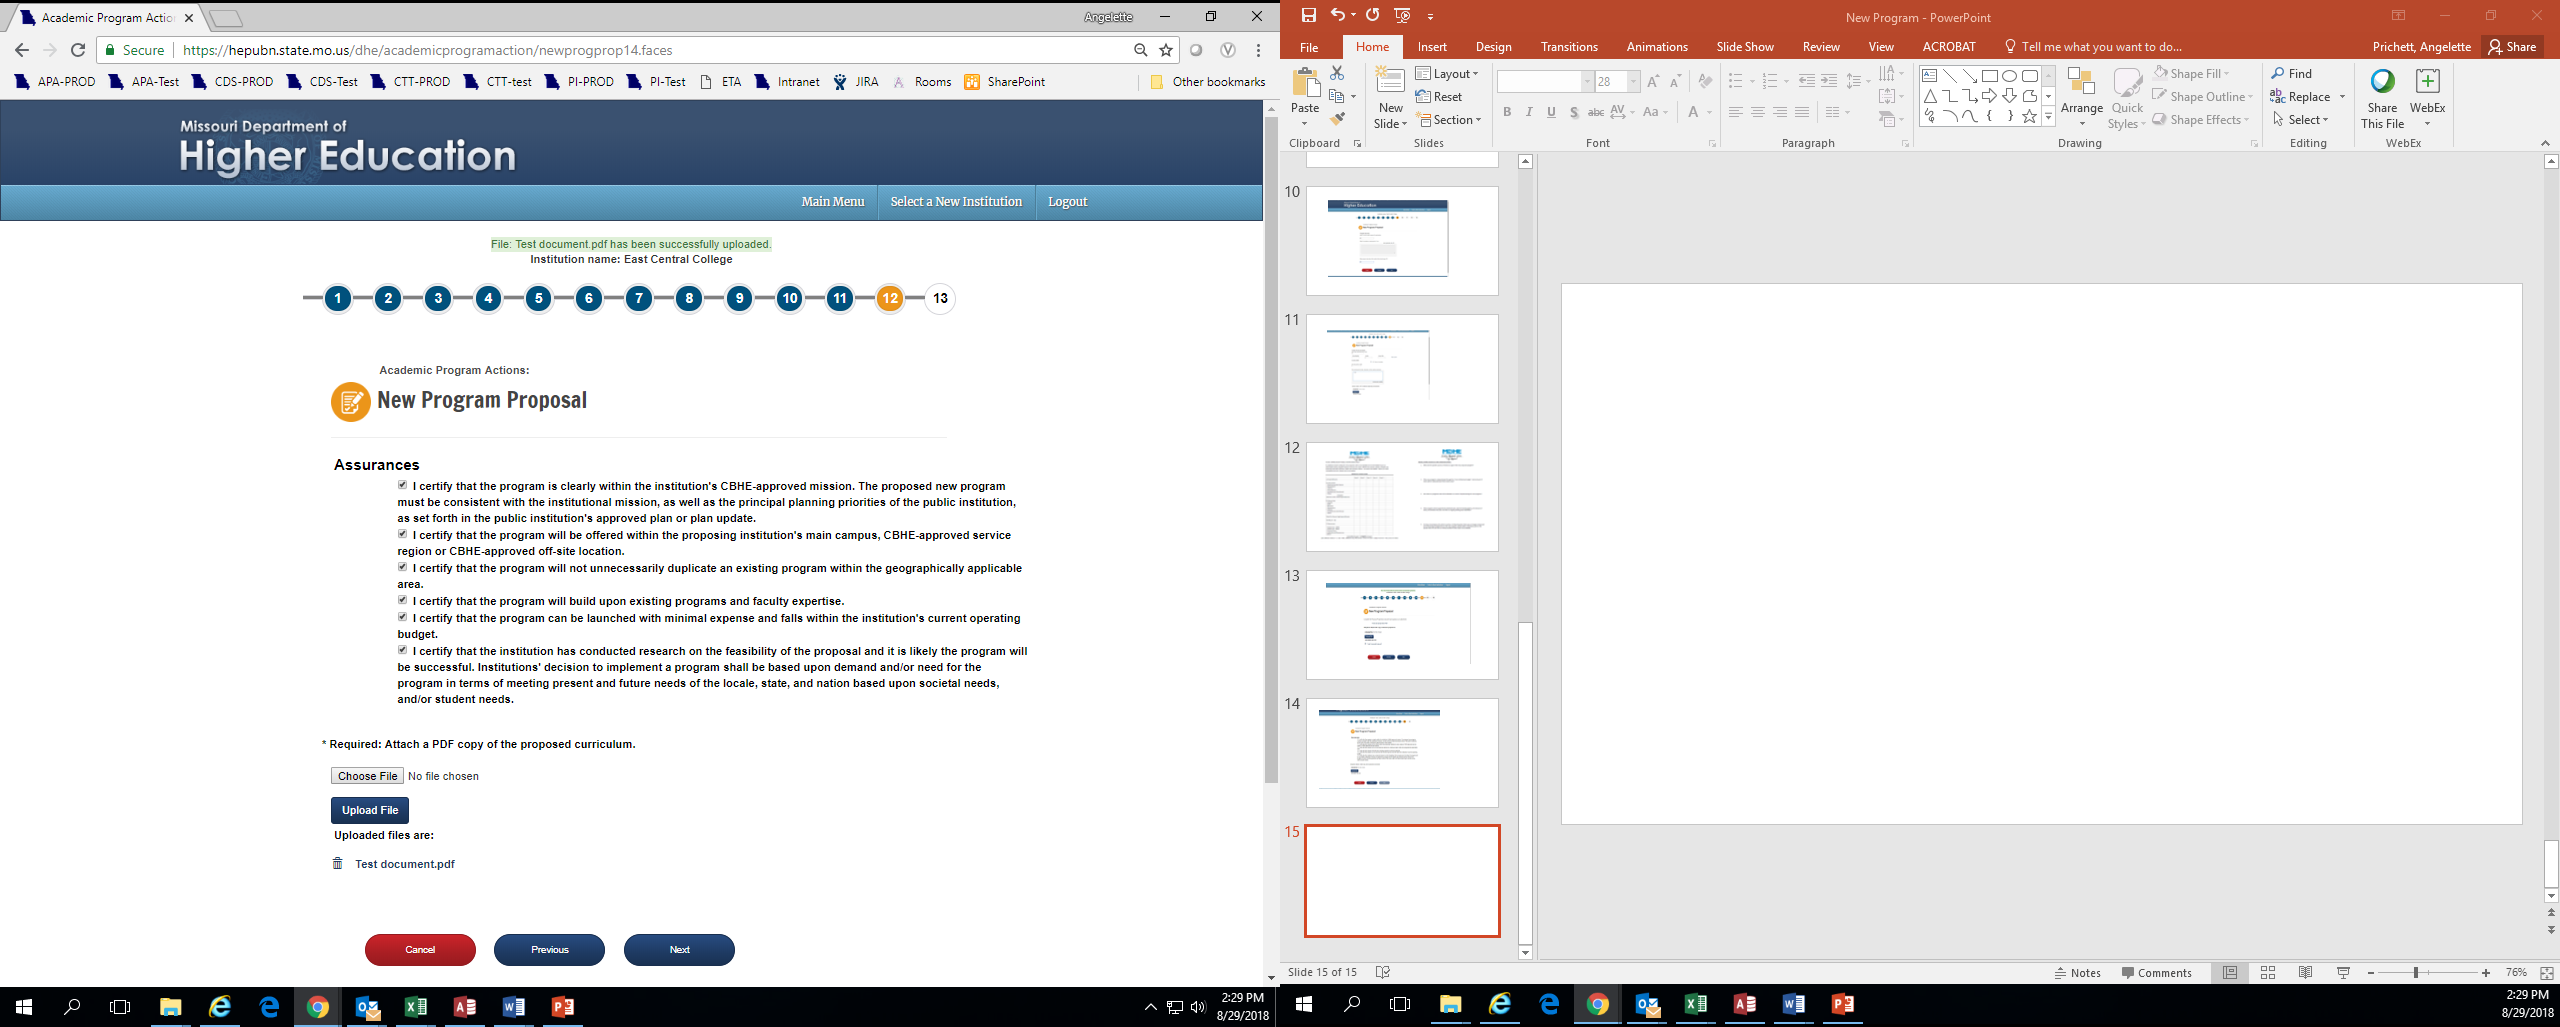 Academic Program Actio
Angelette
Secure
https://hepubn.state.mo.us/dhe/academicprogramaction/newprogprop14.faces
APA-PROD APA-Test CDS-PROD CDS-Test CTT-PROD CTT-test PI-PROD PI-Test ETA Intranet JIRA Rooms SharePoint Other bookmarks
Missouri Department of
Higher Education
Main Menu Select a New Institution Logout
File: Test document.pdf has been successfully uploaded.
Institution name: East Central College
1 2 3 4 5 6 7 8 9 10 11 12 13
Academic Program Actions:
New Program Proposal
Assurances
I certify that the program is clearly within the institution's CBHE-approved mission. The proposed new program
must be consistent with the institutional mission, as well as the principal planning priorities of the public institution,
as set forth in the public institution's approved plan or plan update.
I certify that the program will be offered within the proposing institution's main campus, CBHE-approved service
region or CBHE-approved off-site location.
I certify that the program will not unnecessarily duplicate an existing program within the geographically applicable
area.
I certify that the program will build upon existing programs and faculty expertise.
I certify that the program can be launched with minimal expense and falls within the institution's current operating
budget.
I certify that the institution has conducted research on the feasibility of the proposal and it is likely the program will
be successful. Institutions' decision to implement a program shall be based upon demand and/or need for the
program in terms of meeting present and future needs of the locale, state, and nation based upon societal needs,
and/or student needs.
* Required: Attach a PDF copy of the proposed curriculum.
Choose File No file chosen
Upload File
Uploaded files are:
Test document.pdf
Cancel Previous Next
2:29 PM
8/29/2018
New Program - PowerPoint
File Home Insert Design Transitions Animations Slide Show Review View ACROBAT Tell me what you want to do... Prichett, Angelette Share
Paste
New
Slide
Layout
Reset
Section
28
B I U S abc AV Aa A
Arrange
Quick
Styles
Shape Fill
Shape Outline
Shape Effects
Find
Replace
Select
Share
This File
WebEx
Clipboard Slides Font Paragraph Drawing Editing WebEx
10
Higher Education
11
12
MDHE
MDHE
13
New Program Proposal
14
15
Slide 15 of 15
Notes Comments 76%
2:29 PM
8/29/2018